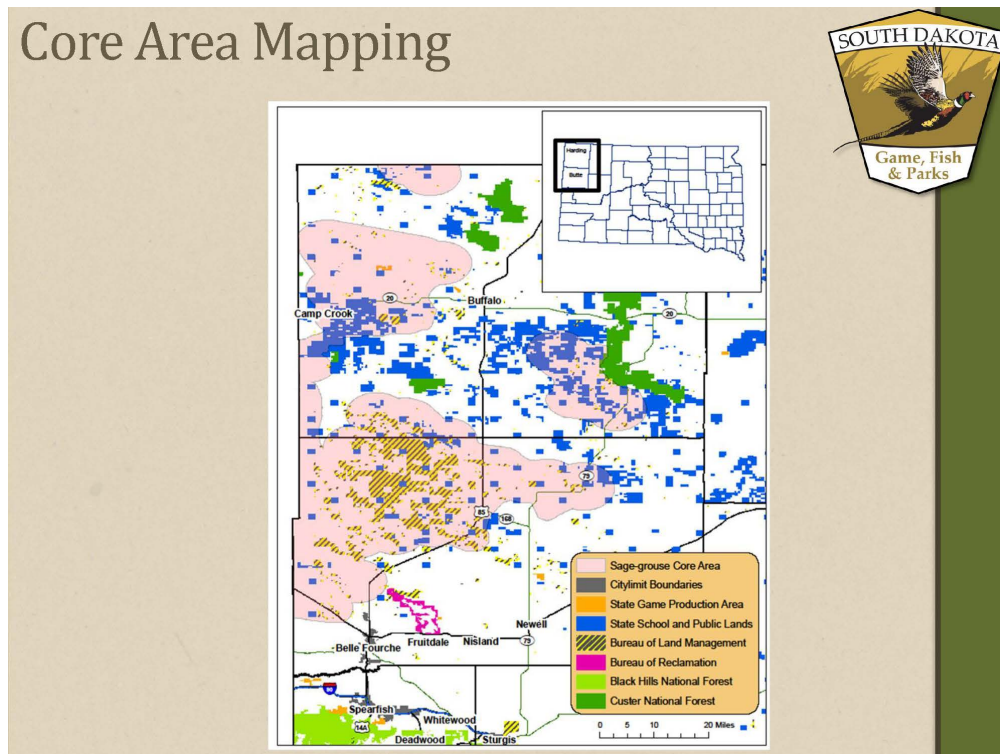 Core Area Mapping
SOUTH DAKOTA
Game, Fish
& Parks
Harding
Butte
20
Buffalo
20
Camp Crook
79
85
168
Newell
Belle Fourche
Fruitdale
Nisland
79
90
Spearfish
14A
Whitewood
Deadwood
Sturgis
Sage-grouse Core Area
Citylimit Boundaries
State Game Production Area
State School and Public Lands
Bureau of Land Management
Bureau of Reclamation
Black Hills National Forest
Custer National Forest
0 5 10 20 Miles